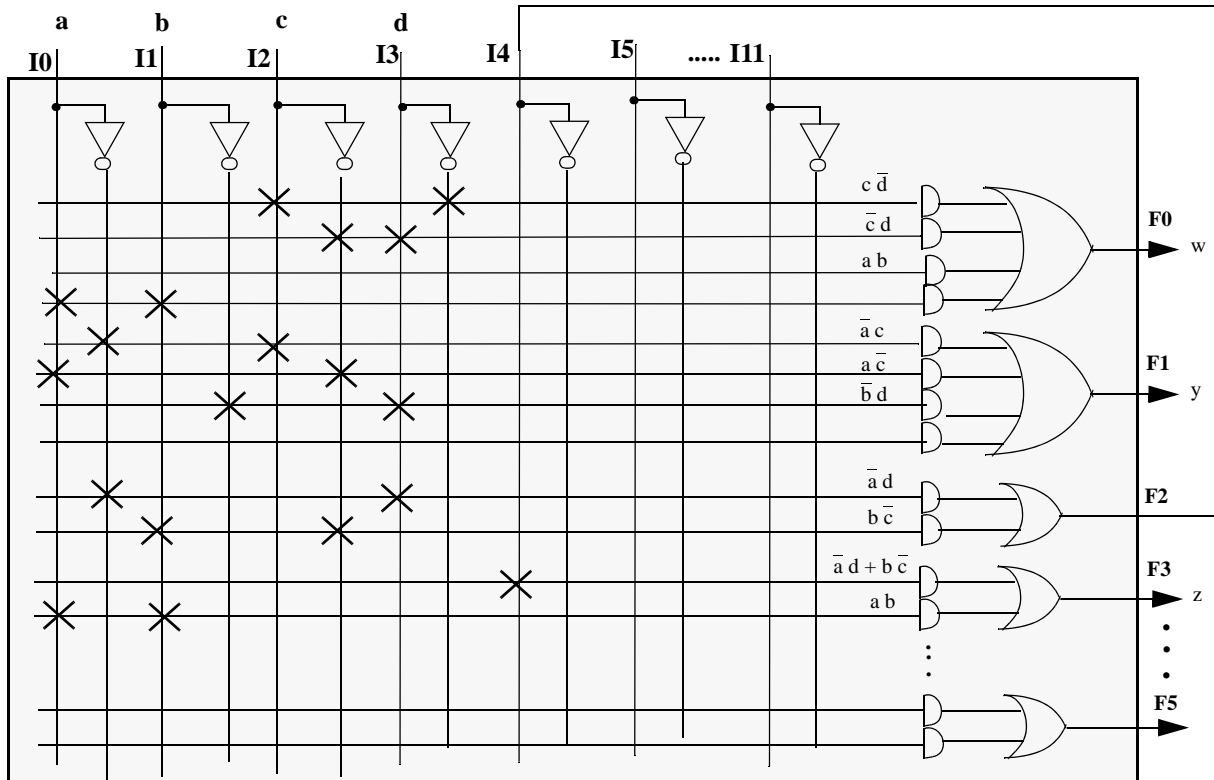 a b c d
I0 I1 I2 I3 I4 I5 ..... I11
c d̅
c̅ d
F0
w
a b
a̅ c
a c̅
F1
b̅ d
y
a̅ d
F2
b c̅
a̅ d + b c̅
F3
z
a b
F5